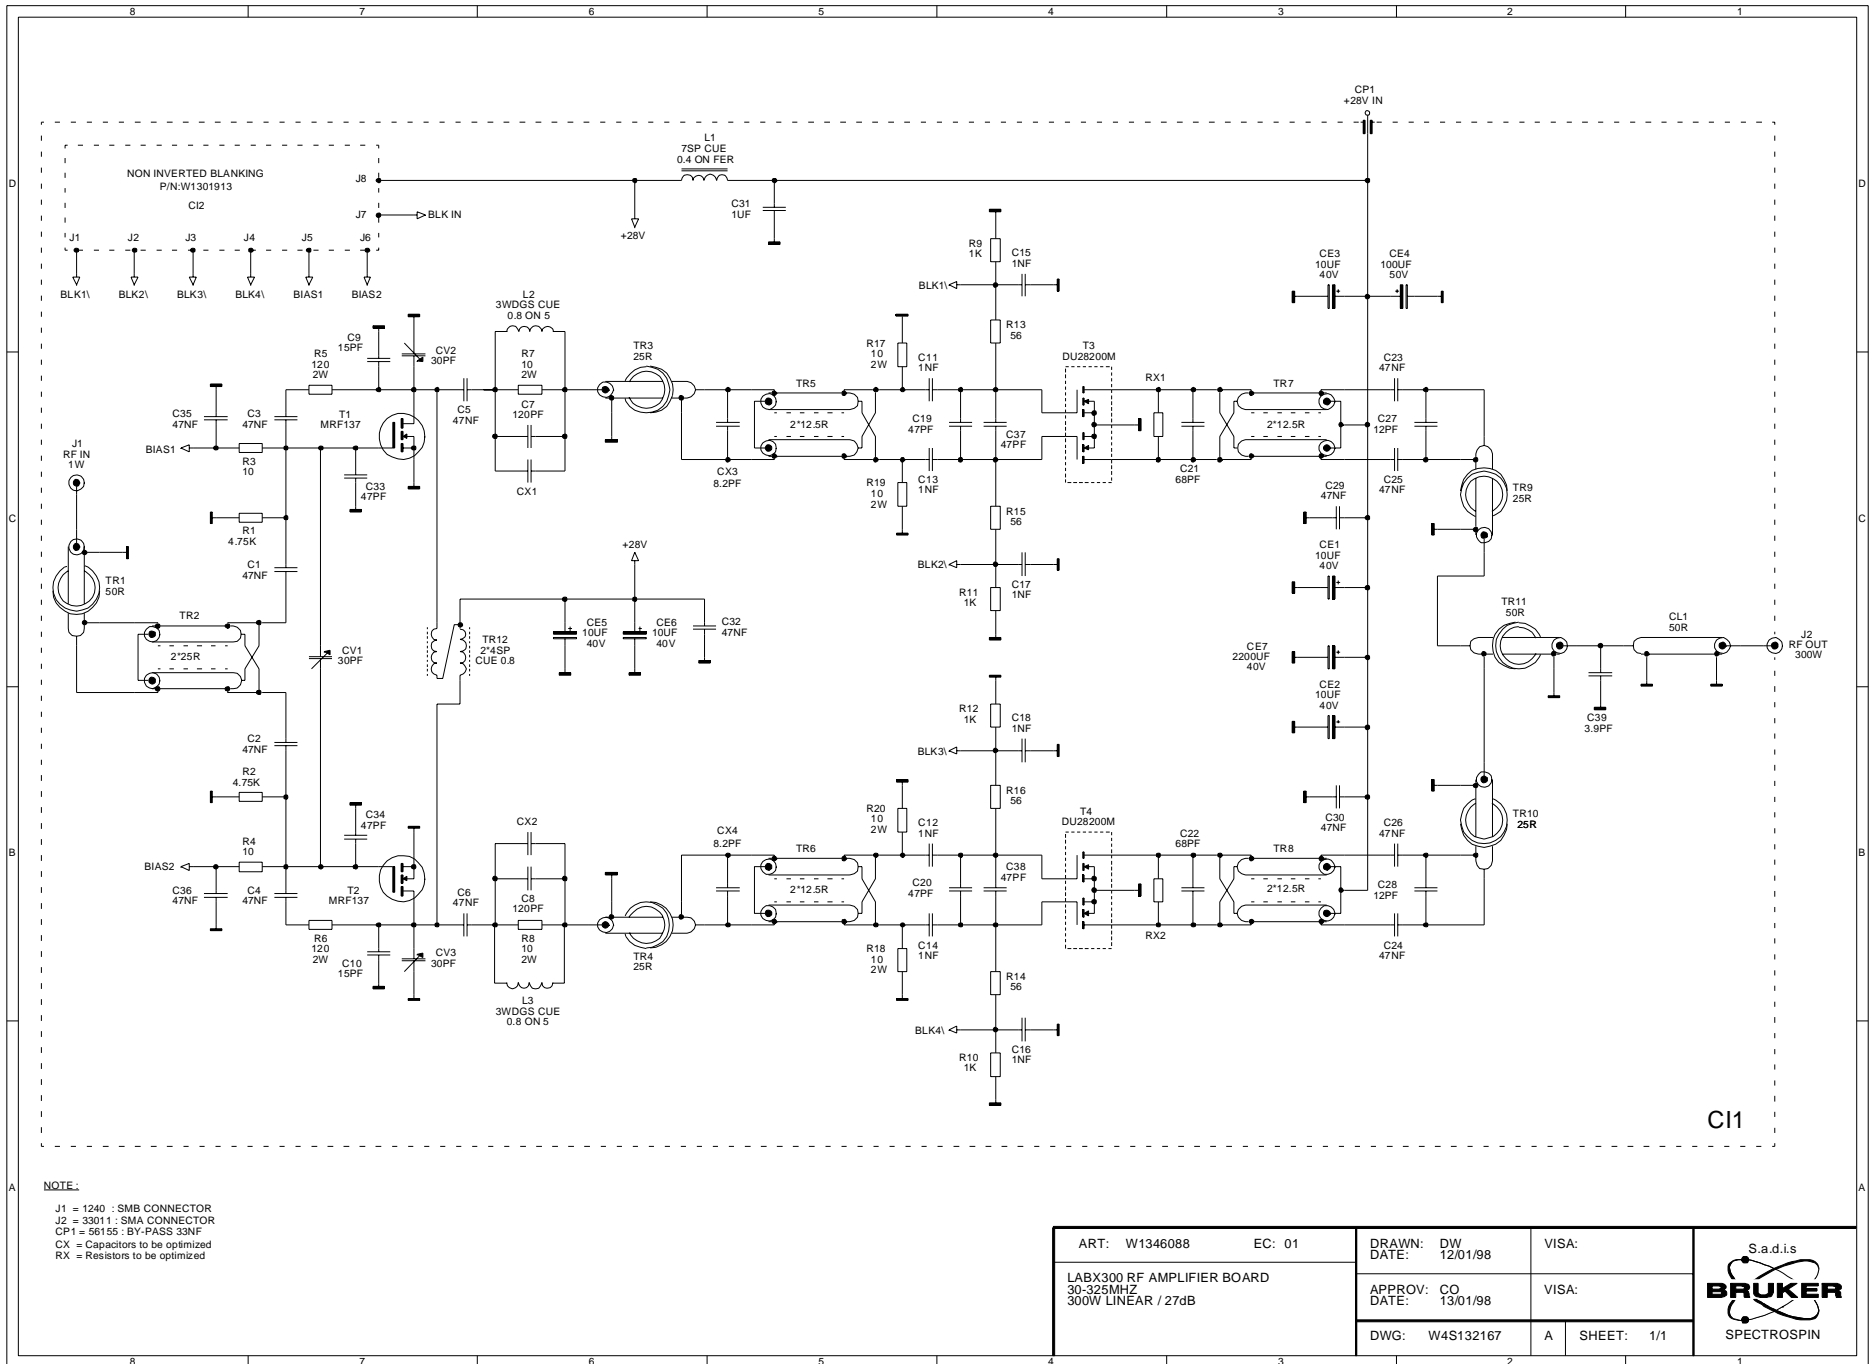 8 7 6 5 4 3 2 1
D
C
B
A
CP1
+28V IN
NON INVERTED BLANKING
P/N:W1301913
CI2
J8
J7
BLK IN
J1 J2 J3 J4 J5 J6
BLK1\ BLK2\ BLK3\ BLK4\ BIAS1 BIAS2
L1
7SP CUE
0.4 ON FER
C31
1UF
+28V
R9
1K
C15
1NF
BLK1\
R13
56
CE3
10UF
40V
CE4
100UF
50V
L2
3WDGS CUE
0.8 ON 5
C9
15PF
CV2
30PF
R5
120
2W
R7
10
2W
C7
120PF
CX1
TR3
25R
R17
10
2W
C11
1NF
T3
DU28200M
C23
47NF
C35
47NF
C3
47NF
T1
MRF137
C5
47NF
TR5
2*12.5R
C19
47PF
C37
47PF
RX1
TR7
2*12.5R
C27
12PF
J1
RF IN
1W
BIAS1
R3
10
C33
47PF
CX3
8.2PF
R19
10
2W
C13
1NF
C21
68PF
C29
47NF
C25
47NF
TR9
25R
R1
4.75K
R15
56
C1
47NF
+28V
BLK2\
C17
1NF
R11
1K
CE1
10UF
40V
TR1
50R
TR2
2*25R
CV1
30PF
TR12
2*4SP
CUE 0.8
CE5
10UF
40V
CE6
10UF
40V
C32
47NF
TR11
50R
CL1
50R
J2
RF OUT
300W
CE7
2200UF
40V
CE2
10UF
40V
C39
3.9PF
R12
1K
C18
1NF
BLK3\
C2
47NF
R2
4.75K
R16
56
C34
47PF
CX2
C8
120PF
R8
10
2W
CX4
8.2PF
R20
10
2W
C12
1NF
T4
DU28200M
C22
68PF
C30
47NF
C26
47NF
TR10
25R
BIAS2
R4
10
C36
47NF
C4
47NF
T2
MRF137
C6
47NF
TR6
2*12.5R
C20
47PF
C38
47PF
TR8
2*12.5R
C28
12PF
R6
120
2W
C10
15PF
CV3
30PF
TR4
25R
R18
10
2W
C14
1NF
RX2
C24
47NF
L3
3WDGS CUE
0.8 ON 5
R14
56
BLK4\
C16
1NF
R10
1K
CI1
NOTE :
J1 = 1240 : SMB CONNECTOR
J2 = 33011 : SMA CONNECTOR
CP1 = 56155 : BY-PASS 33NF
CX = Capacitors to be optimized
RX = Resistors to be optimized
ART: W1346088 EC: 01
LABX300 RF AMPLIFIER BOARD
30-325MHZ
300W LINEAR / 27dB
DRAWN: DW
DATE: 12/01/98
VISA:
APPROV: CO
DATE: 13/01/98
VISA:
DWG: W4S132167 A SHEET: 1/1
S.a.d.i.s
BRUKER
SPECTROSPIN
8 7 6 5 4 3 2 1
D
C
B
A